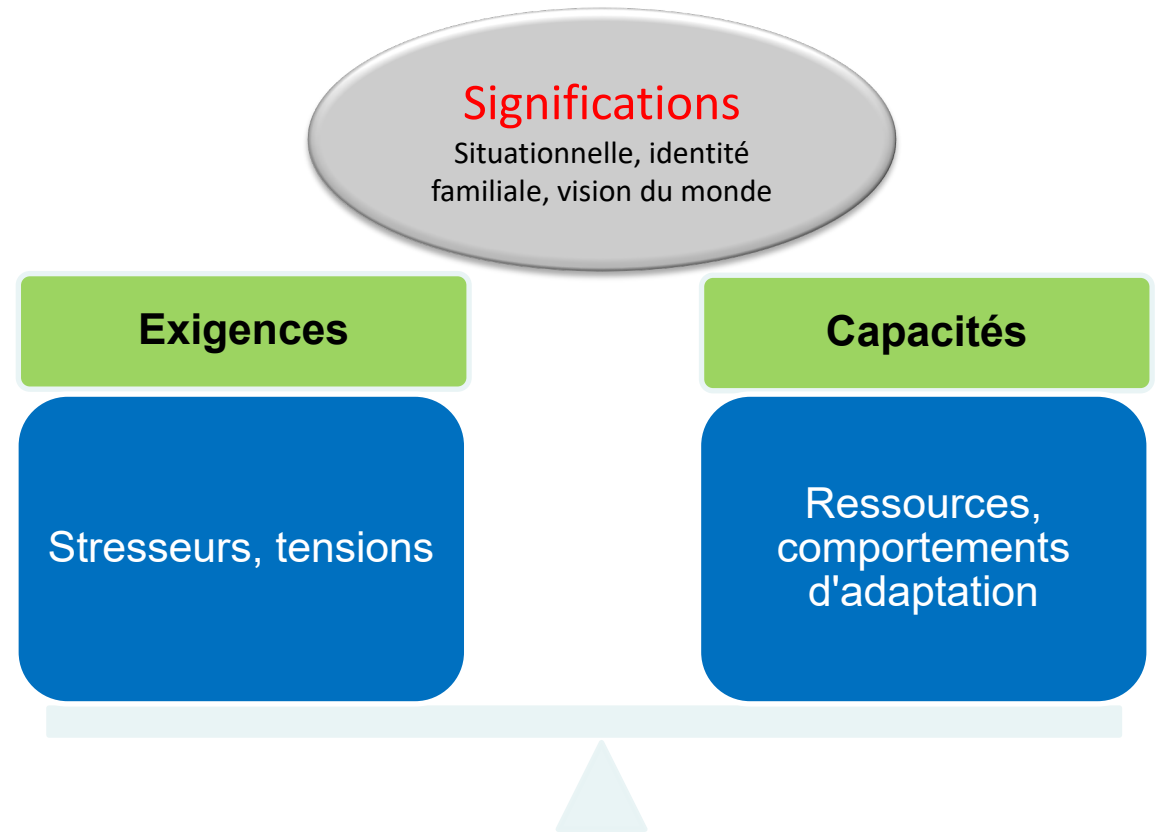 Significations
Situationnelle, identité
familiale, vision du monde
Exigences
Capacités
Stresseurs, tensions
Ressources,
comportements
d'adaptation